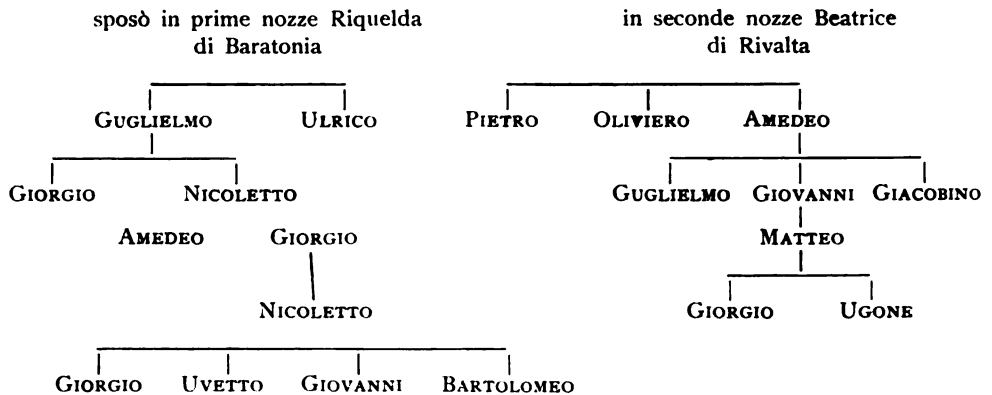 sposò in prime nozze Riquelda
di Baratonia
in seconde nozze Beatrice
di Rivalta
GUGLIELMO ULRICO PIETRO OLIVIERO AMEDEO
GIORGIO NICOLETTO GUGLIELMO GIOVANNI GIACOBINO
AMEDEO GIORGIO MATTEO
NICOLETTO GIORGIO UGONE
GIORGIO UVETTO GIOVANNI BARTOLOMEO